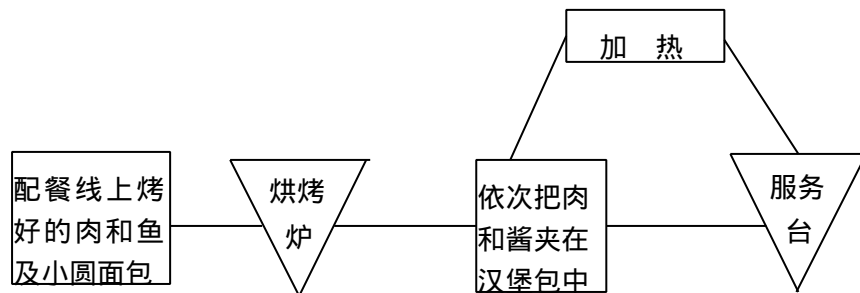 加 热
配餐线上烤
好的肉和鱼
及小圆面包
烘烤
炉
依次把肉
和酱夹在
汉堡包中
服务
台